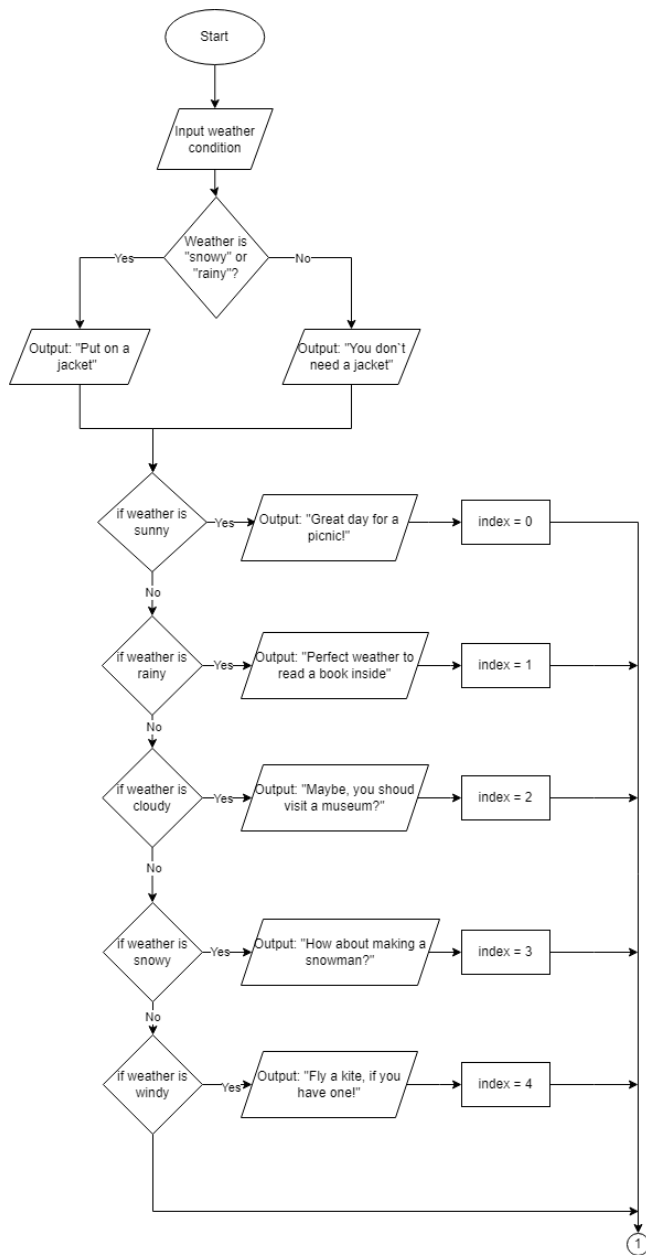 Start
Input weather
condition
Weather is
"snowy" or
"rainy"?
Yes
No
Output: "Put on a
jacket"
Output: "You don`t
need a jacket"
if weather is
sunny
Yes
Output: "Great day for a
picnic!"
index = 0
No
if weather is
rainy
Yes
Output: "Perfect weather to
read a book inside"
index = 1
No
if weather is
cloudy
Yes
Output: "Maybe, you shoud
visit a museum?"
index = 2
No
if weather is
snowy
Yes
Output: "How about making a
snowman?"
index = 3
No
if weather is
windy
Yes
Output: "Fly a kite, if you
have one!"
index = 4
1